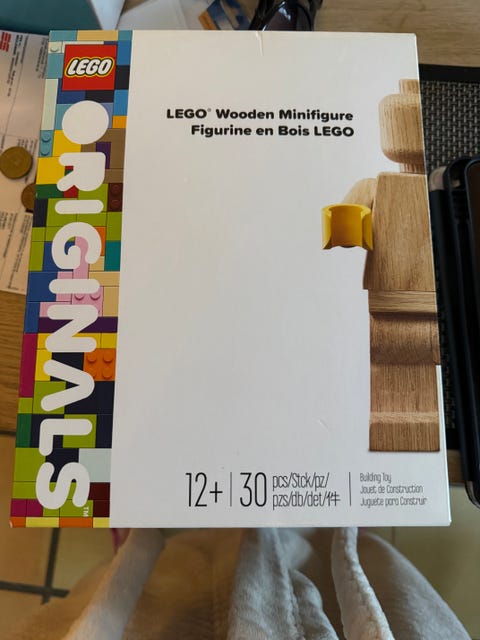 LEGO
ORIGINALS™
LEGO® Wooden Minifigure
Figurine en Bois LEGO
12+
30
pcs/Stck/pz/
pzs/db/det/件
Building Toy
Jouet de Construction
Juguete para Construir